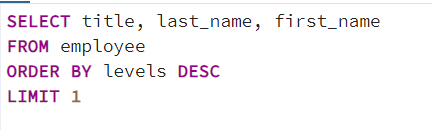 SELECT title, last_name, first_name
FROM employee
ORDER BY levels DESC
LIMIT 1